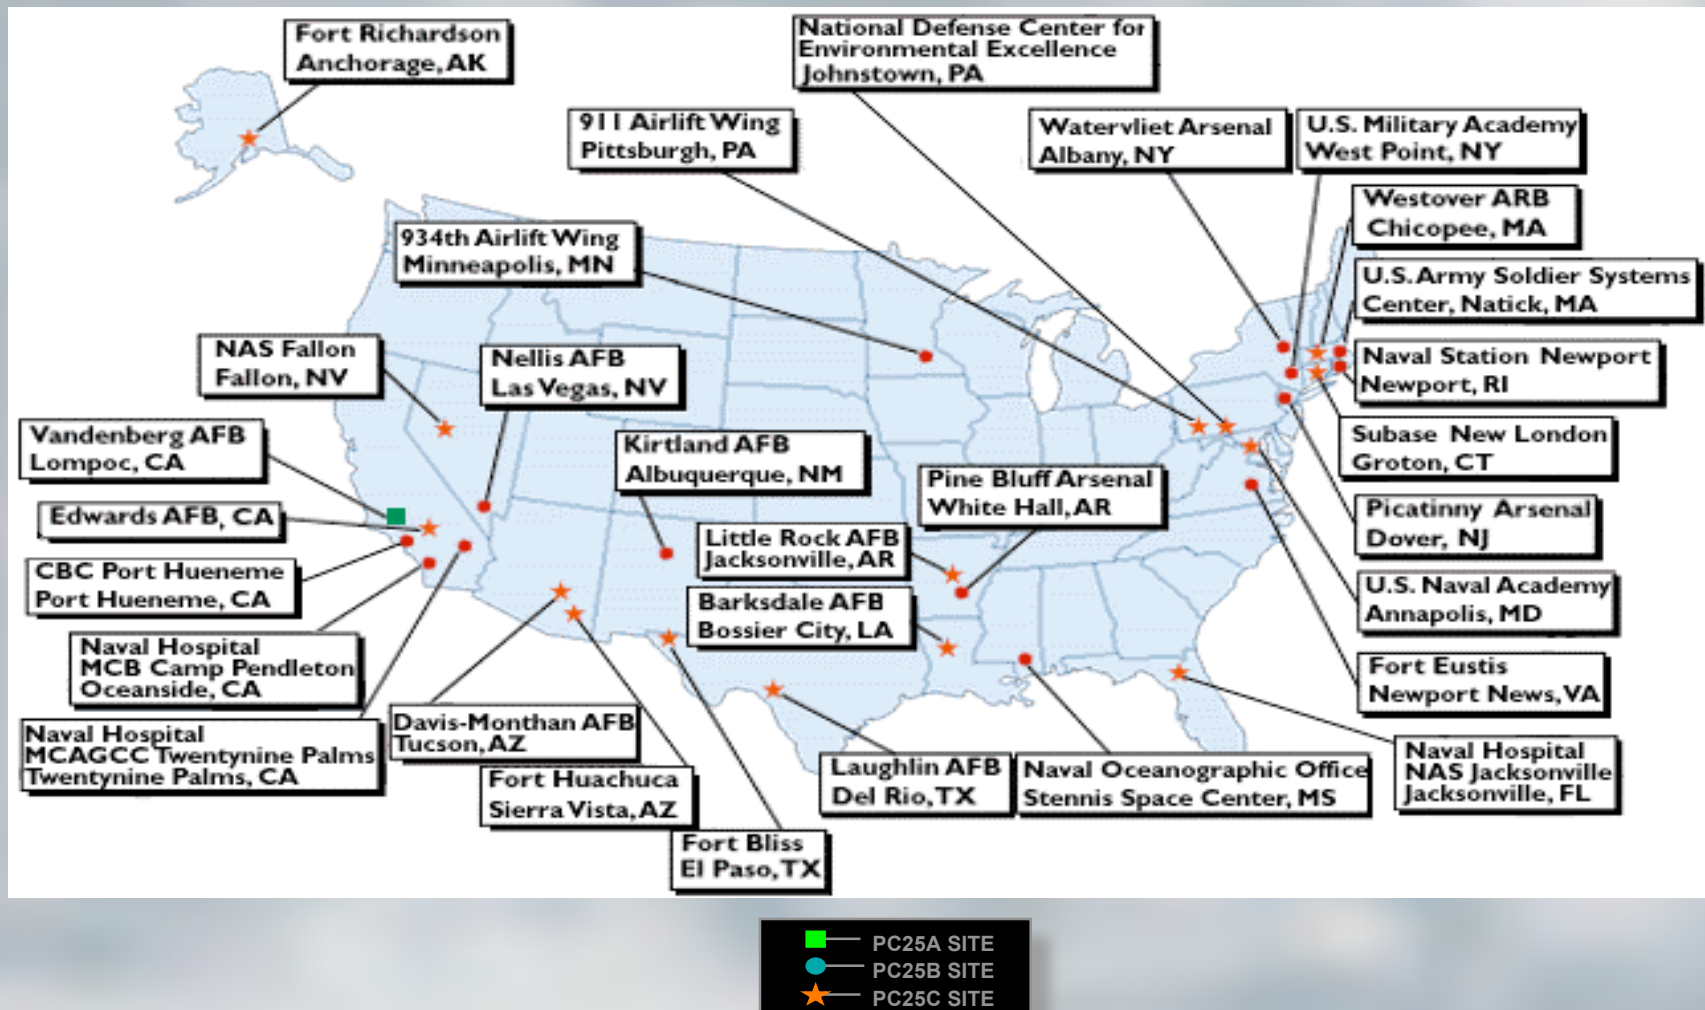 Fort Richardson
Anchorage, AK
National Defense Center for
Environmental Excellence
Johnstown, PA
911 Airlift Wing
Pittsburgh, PA
Watervliet Arsenal
Albany, NY
U.S. Military Academy
West Point, NY
Westover ARB
Chicopee, MA
934th Airlift Wing
Minneapolis, MN
U.S. Army Soldier Systems
Center, Natick, MA
NAS Fallon
Fallon, NV
Nellis AFB
Las Vegas, NV
Naval Station Newport
Newport, RI
Vandenberg AFB
Lompoc, CA
Kirtland AFB
Albuquerque, NM
Subase New London
Groton, CT
Pine Bluff Arsenal
White Hall, AR
Edwards AFB, CA
Picatinny Arsenal
Dover, NJ
Little Rock AFB
Jacksonville, AR
CBC Port Hueneme
Port Hueneme, CA
U.S. Naval Academy
Annapolis, MD
Barksdale AFB
Bossier City, LA
Naval Hospital
MCB Camp Pendleton
Oceanside, CA
Fort Eustis
Newport News, VA
Naval Hospital
MCAGCC Twentynine Palms
Twentynine Palms, CA
Davis-Monthan AFB
Tucson, AZ
Fort Huachuca
Sierra Vista, AZ
Laughlin AFB
Del Rio, TX
Naval Oceanographic Office
Stennis Space Center, MS
Naval Hospital
NAS Jacksonville
Jacksonville, FL
Fort Bliss
El Paso, TX
PC25A SITE
PC25B SITE
PC25C SITE